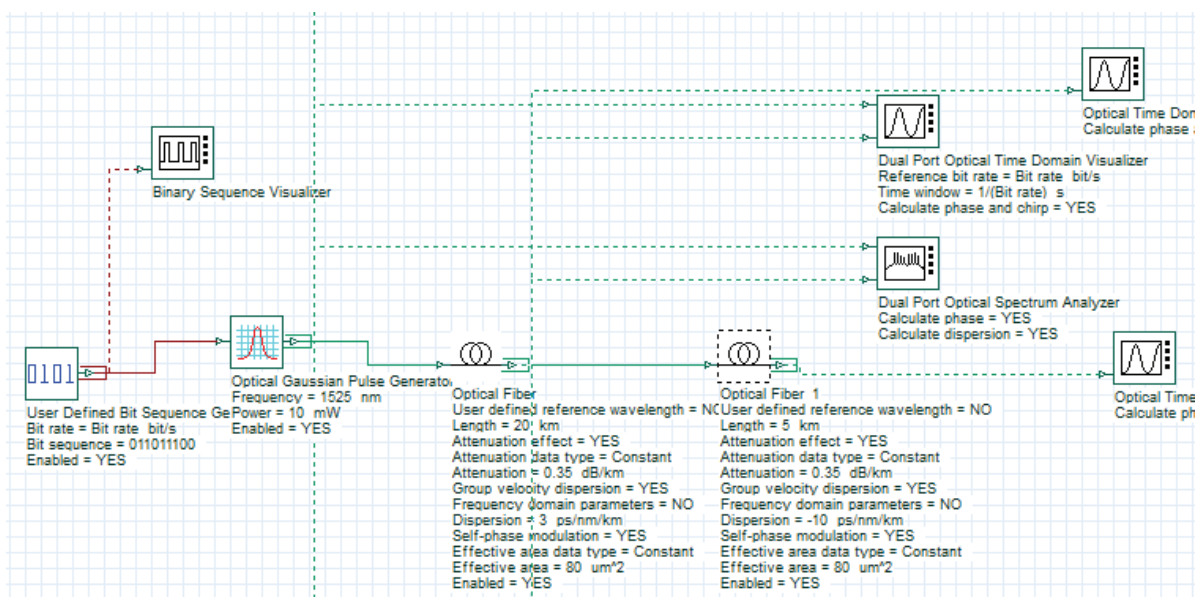 Optical Time Dom
Calculate phase
Dual Port Optical Time Domain Visualizer
Reference bit rate = Bit rate bit/s
Time window = 1/(Bit rate) s
Calculate phase and chirp = YES
Binary Sequence Visualizer
Dual Port Optical Spectrum Analyzer
Calculate phase = YES
Calculate dispersion = YES
0101
User Defined Bit Sequence Ge
Bit rate = Bit rate bit/s
Bit sequence = 011011100
Enabled = YES
Optical Gaussian Pulse Generato
Frequency = 1525 nm
Power = 10 mW
Enabled = YES
Optical Fiber
User defined reference wavelength = NO
Length = 20 km
Attenuation effect = YES
Attenuation data type = Constant
Attenuation = 0.35 dB/km
Group velocity dispersion = YES
Frequency domain parameters = NO
Dispersion = 3 ps/nm/km
Self-phase modulation = YES
Effective area data type = Constant
Effective area = 80 um^2
Enabled = YES
Optical Fiber 1
User defined reference wavelength = NO
Length = 5 km
Attenuation effect = YES
Attenuation data type = Constant
Attenuation = 0.35 dB/km
Group velocity dispersion = YES
Frequency domain parameters = NO
Dispersion = -10 ps/nm/km
Self-phase modulation = YES
Effective area data type = Constant
Effective area = 80 um^2
Enabled = YES
Optical Time
Calculate ph